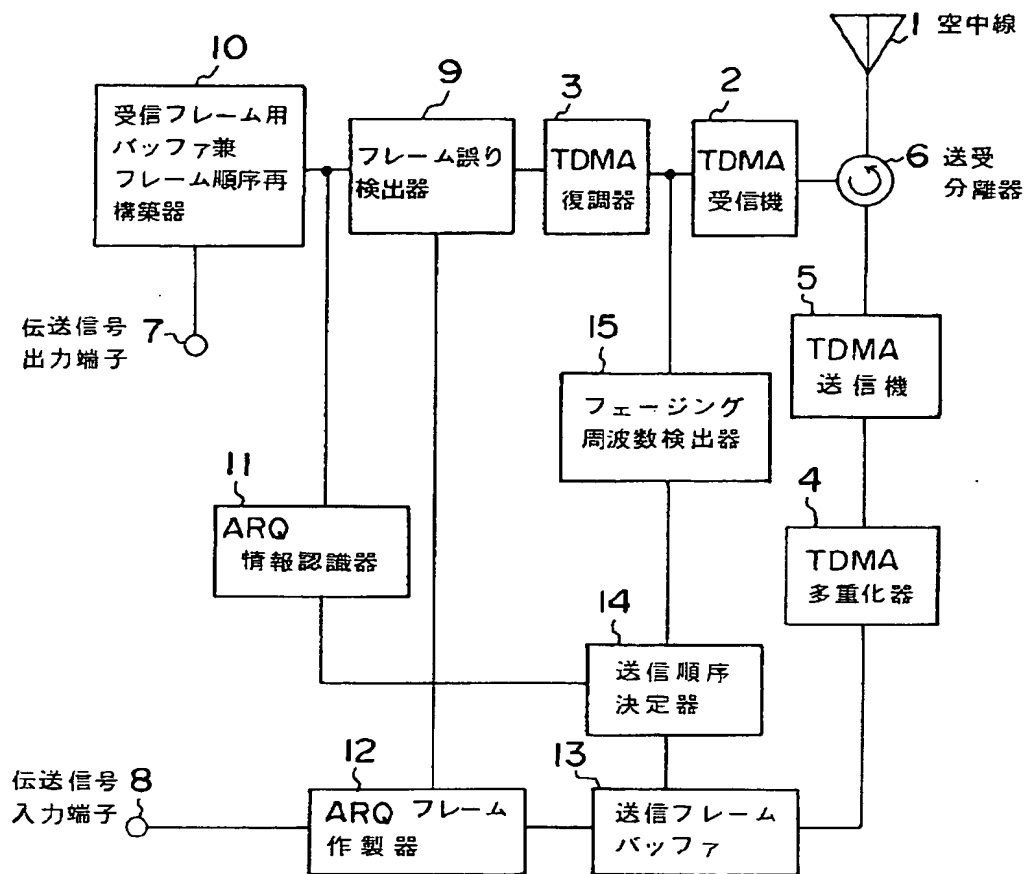 1 空中線
10
受信フレーム用
バッファ兼
フレーム順序再
構築器
9
フレーム誤り
検出器
3
TDMA
復調器
2
TDMA
受信機
6 送受
分離器
伝送信号 7
出力端子
5
TDMA
送信機
15
フェージング
周波数検出器
11
ARQ
情報認識器
4
TDMA
多重化器
14
送信順序
決定器
伝送信号 8
入力端子
12
ARQ フレーム
作製器
13
送信フレーム
バッファ